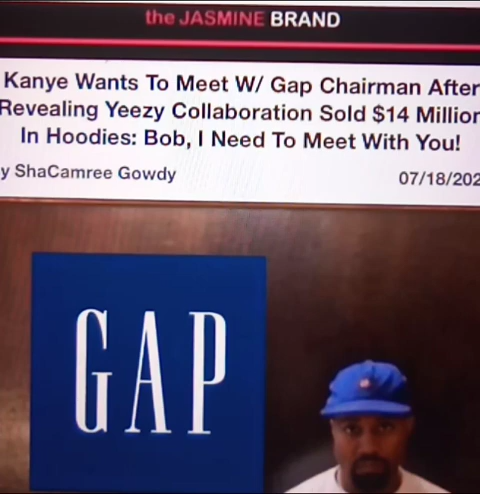 the JASMINE BRAND
Kanye Wants To Meet W/ Gap Chairman After
Revealing Yeezy Collaboration Sold $14 Million
In Hoodies: Bob, I Need To Meet With You!
y ShaCamree Gowdy
07/18/202
GAP